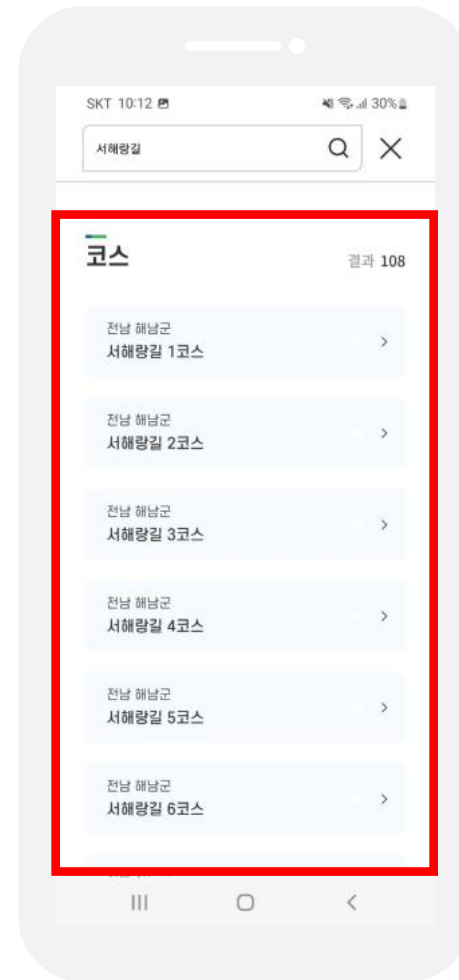 SKT 10:12 30%
서해랑길
코스
결과 108
전남 해남군
서해랑길 1코스
전남 해남군
서해랑길 2코스
전남 해남군
서해랑길 3코스
전남 해남군
서해랑길 4코스
전남 해남군
서해랑길 5코스
전남 해남군
서해랑길 6코스